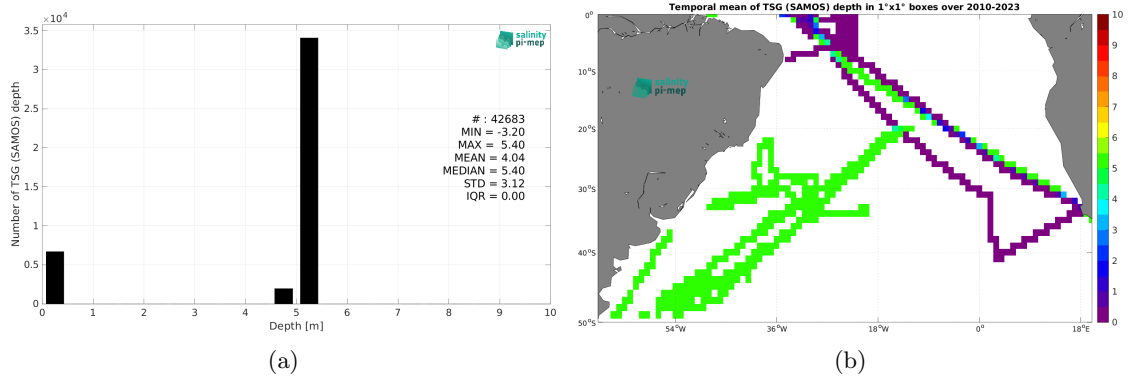 ×10⁴
3.5
3
2.5
2
1.5
1
0.5
0
Number of TSG (SAMOS) depth
0 1 2 3 4 5 6 7 8 9 10
Depth [m]
salinity
pi-mep
# : 42683
MIN = -3.20
MAX = 5.40
MEAN = 4.04
MEDIAN = 5.40
STD = 3.12
IQR = 0.00
(a)
Temporal mean of TSG (SAMOS) depth in 1°x1° boxes over 2010-2023
0°
10°S
20°S
30°S
40°S
50°S
54°W 36°W 18°W 0° 18°E
salinity
pi-mep
10
9
8
7
6
5
4
3
2
1
0
(b)